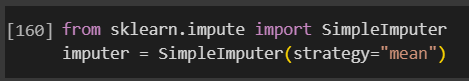 [160] from sklearn.impute import SimpleImputer
imputer = SimpleImputer(strategy="mean")